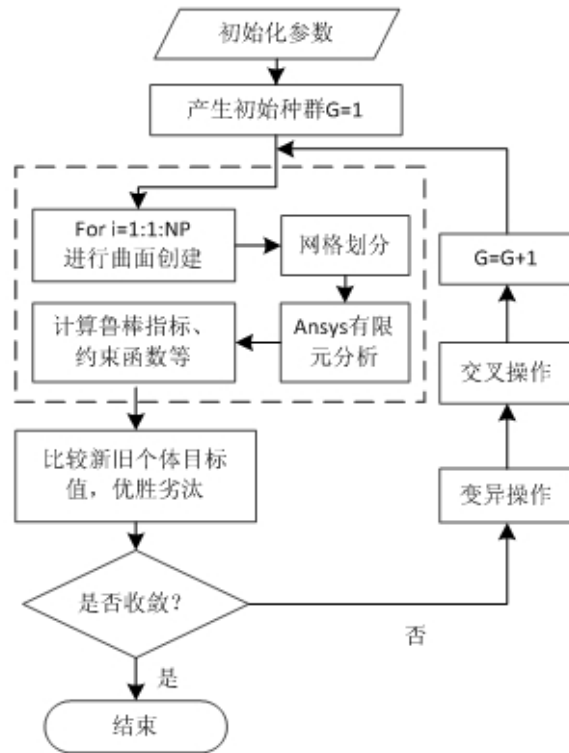 初始化参数
产生初始种群G=1
For i=1:1:NP
进行曲面创建
网格划分
G=G+1
计算鲁棒指标、
约束函数等
Ansys有限
元分析
交叉操作
比较新旧个体目标
值，优胜劣汰
变异操作
是否收敛？
否
是
结束